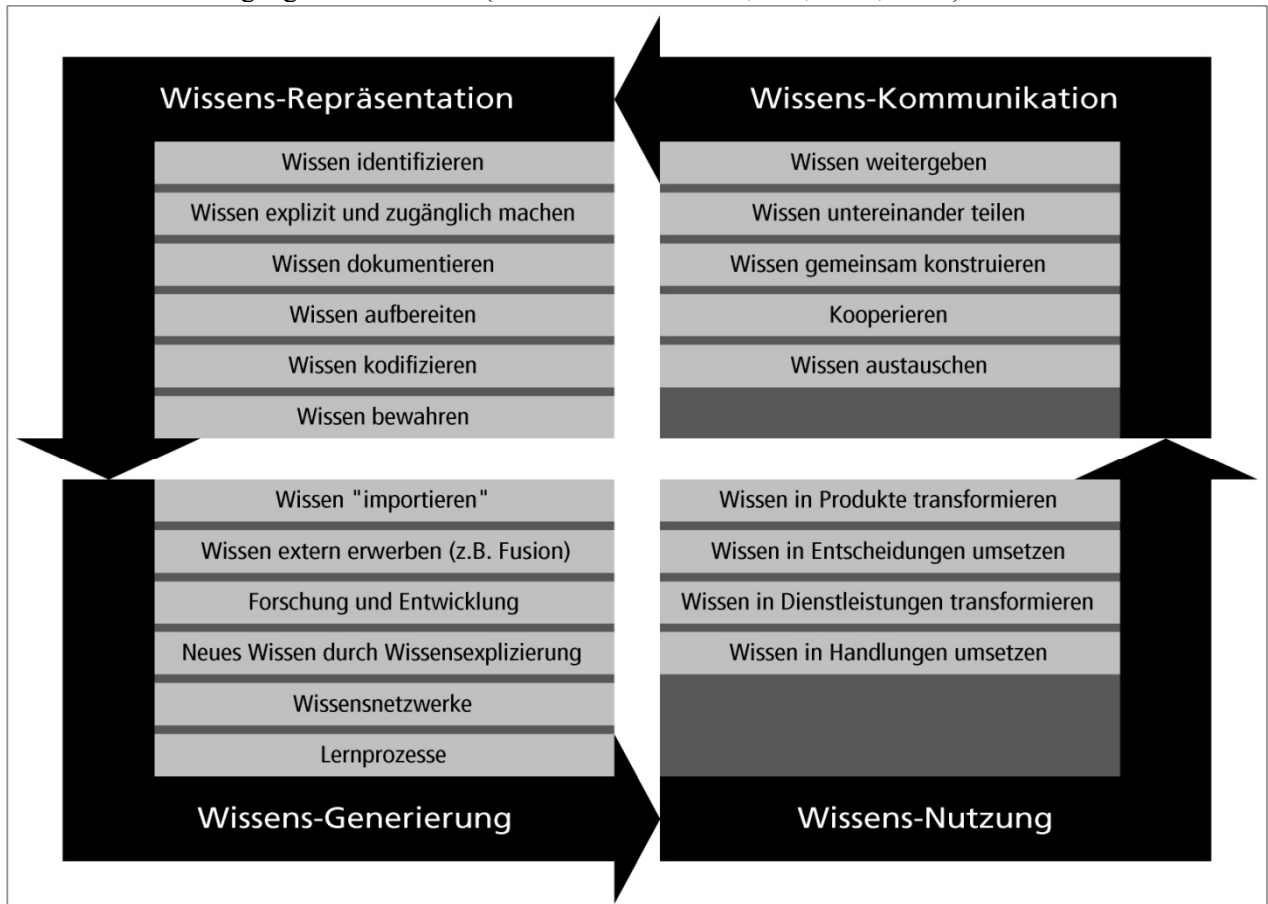 Wissens-Repräsentation
Wissen identifizieren
Wissen explizit und zugänglich machen
Wissen dokumentieren
Wissen aufbereiten
Wissen kodifizieren
Wissen bewahren
Wissens-Kommunikation
Wissen weitergeben
Wissen untereinander teilen
Wissen gemeinsam konstruieren
Kooperieren
Wissen austauschen
Wissen "importieren"
Wissen extern erwerben (z.B. Fusion)
Forschung und Entwicklung
Neues Wissen durch Wissensexplizierung
Wissensnetzwerke
Lernprozesse
Wissens-Generierung
Wissen in Produkte transformieren
Wissen in Entscheidungen umsetzen
Wissen in Dienstleistungen transformieren
Wissen in Handlungen umsetzen
Wissens-Nutzung